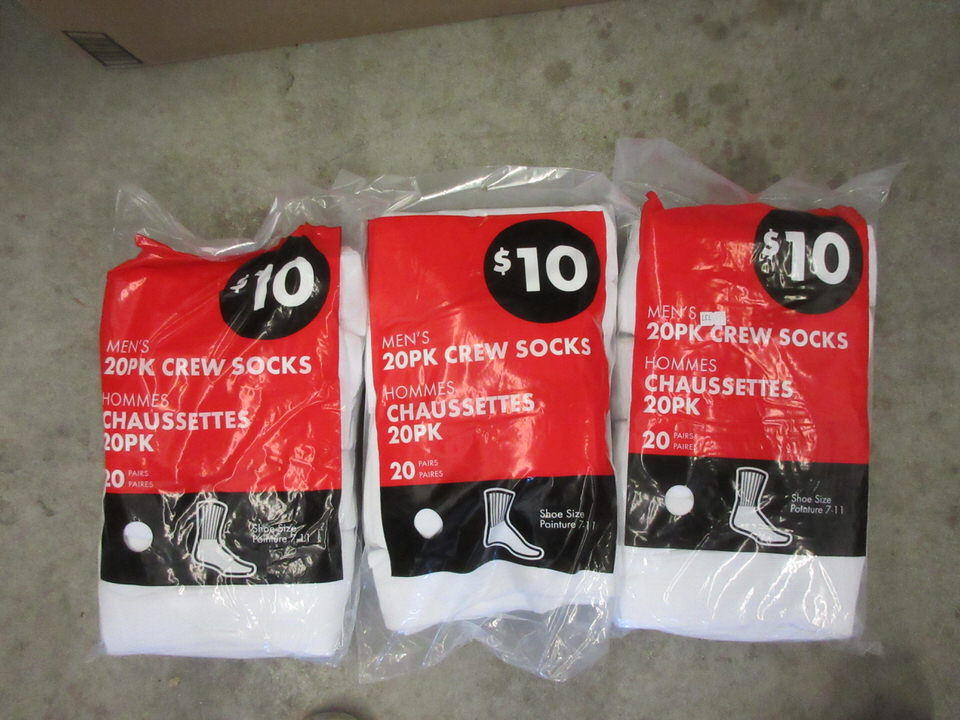 $10
MEN'S
20PK CREW SOCKS
HOMMES
CHAUSSETTES
20PK
20 PAIRS
PAIRES
Shoe Size
Pointure 7-11
$10
MEN'S
20PK CREW SOCKS
HOMMES
CHAUSSETTES
20PK
20 PAIRS
PAIRES
Shoe Size
Pointure 7-11
$10
MEN'S
20PK CREW SOCKS
HOMMES
CHAUSSETTES
20PK
20 PAIRS
PAIRES
Shoe Size
Pointure 7-11